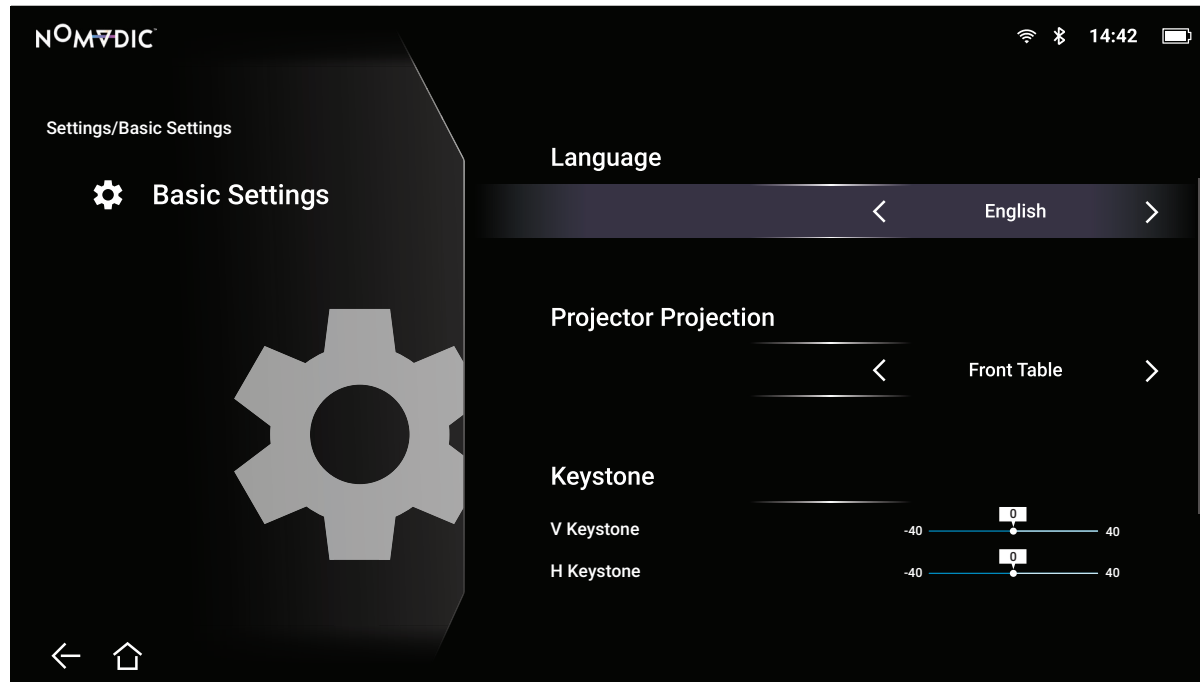 NOMADIC™
14:42
Settings/Basic Settings
Basic Settings
Language
English
Projector Projection
Front Table
Keystone
V Keystone
-40
0
40
H Keystone
-40
0
40